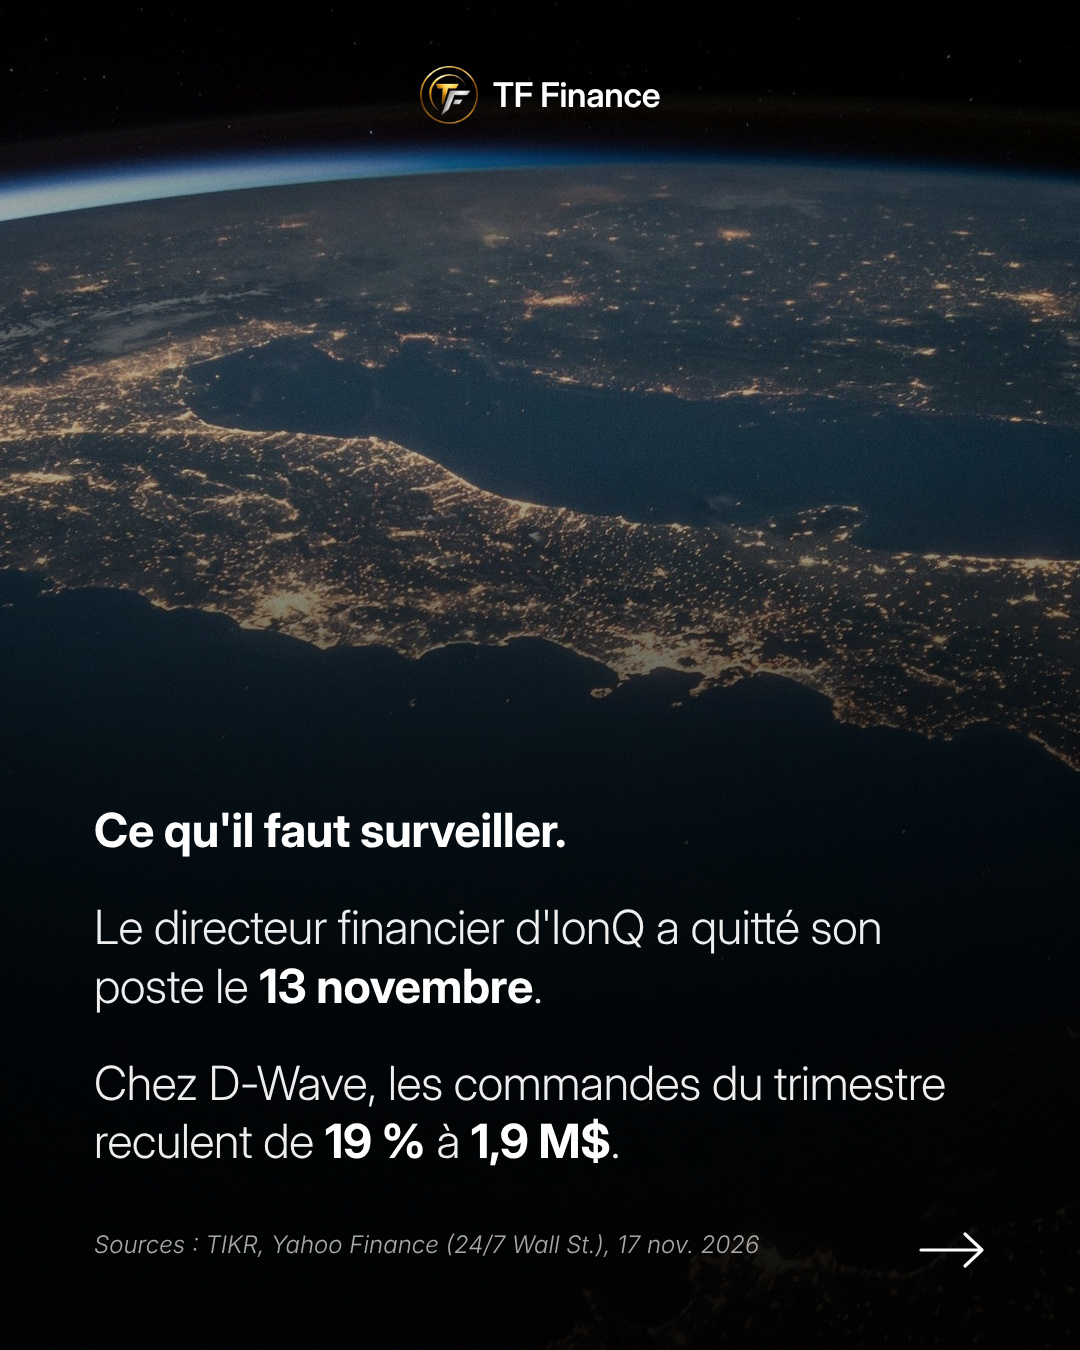 TF Finance
Ce qu'il faut surveiller.
Le directeur financier d'IonQ a quitté son
poste le 13 novembre.
Chez D-Wave, les commandes du trimestre
reculent de 19 % à 1,9 M$.
Sources : TIKR, Yahoo Finance (24/7 Wall St.), 17 nov. 2026